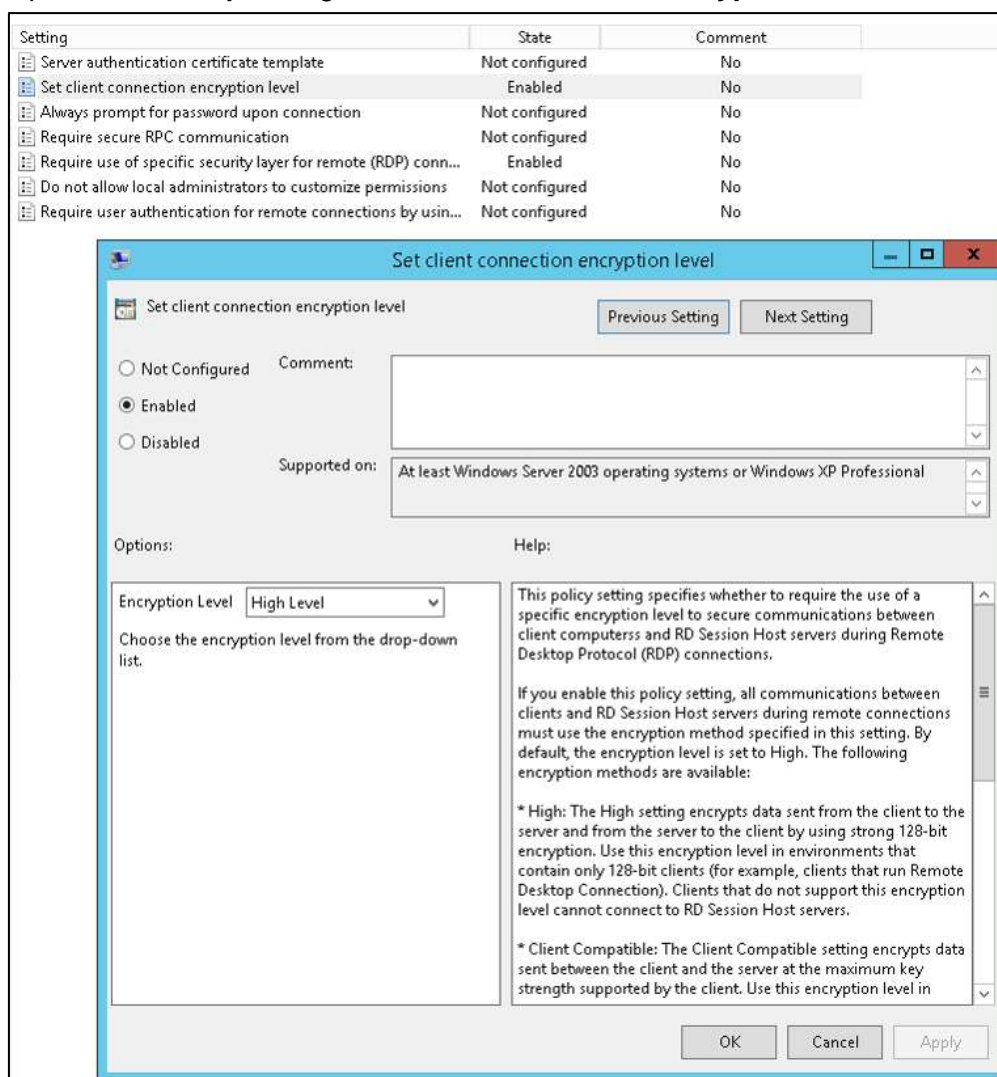 Setting State Comment
Server authentication certificate template Not configured No
Set client connection encryption level Enabled No
Always prompt for password upon connection Not configured No
Require secure RPC communication Not configured No
Require use of specific security layer for remote (RDP) conn... Enabled No
Do not allow local administrators to customize permissions Not configured No
Require user authentication for remote connections by usin... Not configured No
Set client connection encryption level
Set client connection encryption level
Previous Setting Next Setting
Not Configured
Comment:
Enabled
Disabled
Supported on:
At least Windows Server 2003 operating systems or Windows XP Professional
Options:
Help:
Encryption Level High Level
Choose the encryption level from the drop-down
list.
This policy setting specifies whether to require the use of a
specific encryption level to secure communications between
client computerss and RD Session Host servers during Remote
Desktop Protocol (RDP) connections.
If you enable this policy setting, all communications between
clients and RD Session Host servers during remote connections
must use the encryption method specified in this setting. By
default, the encryption level is set to High. The following
encryption methods are available:
* High: The High setting encrypts data sent from the client to the
server and from the server to the client by using strong 128-bit
encryption. Use this encryption level in environments that
contain only 128-bit clients (for example, clients that run Remote
Desktop Connection). Clients that do not support this encryption
level cannot connect to RD Session Host servers.
* Client Compatible: The Client Compatible setting encrypts data
sent between the client and the server at the maximum key
strength supported by the client. Use this encryption level in
OK Cancel Apply